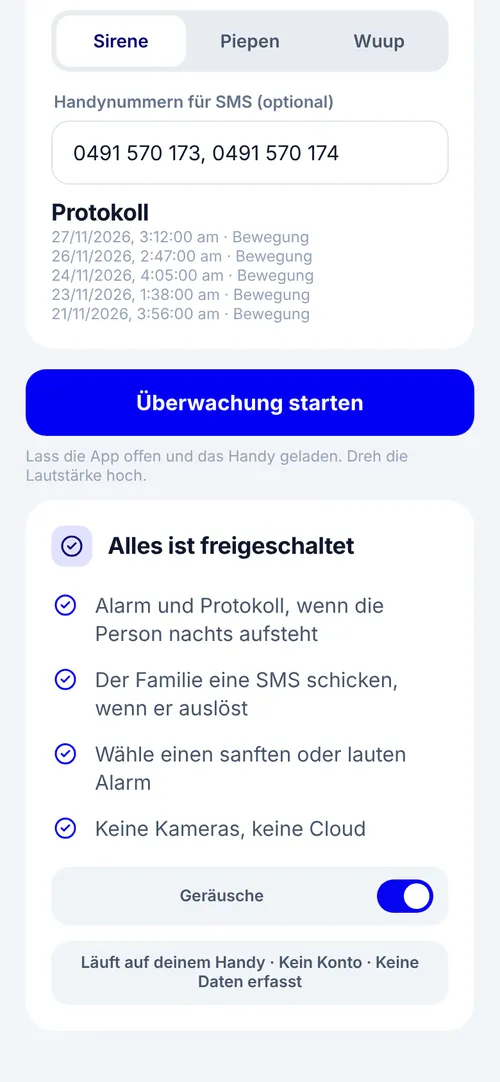 Sirene
Piepen
Wuup
Handynummern für SMS (optional)
0491 570 173, 0491 570 174
Protokoll
27/11/2026, 3:12:00 am · Bewegung
26/11/2026, 2:47:00 am · Bewegung
24/11/2026, 4:05:00 am · Bewegung
23/11/2026, 1:38:00 am · Bewegung
21/11/2026, 3:56:00 am · Bewegung
Überwachung starten
Lass die App offen und das Handy geladen. Dreh die
Lautstärke hoch.
Alles ist freigeschaltet
Alarm und Protokoll, wenn die
Person nachts aufsteht
Der Familie eine SMS schicken,
wenn er auslöst
Wähle einen sanften oder lauten
Alarm
Keine Kameras, keine Cloud
Geräusche
Läuft auf deinem Handy · Kein Konto · Keine
Daten erfasst